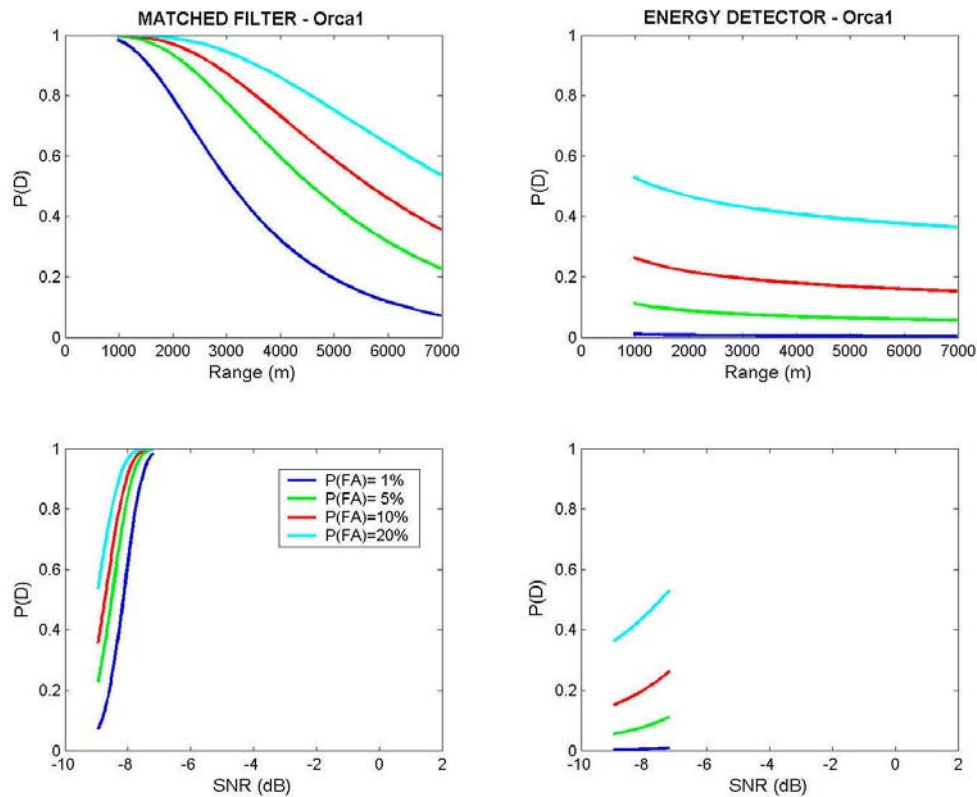 MATCHED FILTER - Orca1
1
0.8
0.6
0.4
0.2
0
P(D)
0 1000 2000 3000 4000 5000 6000 7000
Range (m)
ENERGY DETECTOR - Orca1
1
0.8
0.6
0.4
0.2
0
P(D)
0 1000 2000 3000 4000 5000 6000 7000
Range (m)
1
0.8
0.6
0.4
0.2
0
P(D)
P(FA)= 1%
P(FA)= 5%
P(FA)=10%
P(FA)=20%
-10 -8 -6 -4 -2 0 2
SNR (dB)
1
0.8
0.6
0.4
0.2
0
P(D)
-10 -8 -6 -4 -2 0 2
SNR (dB)